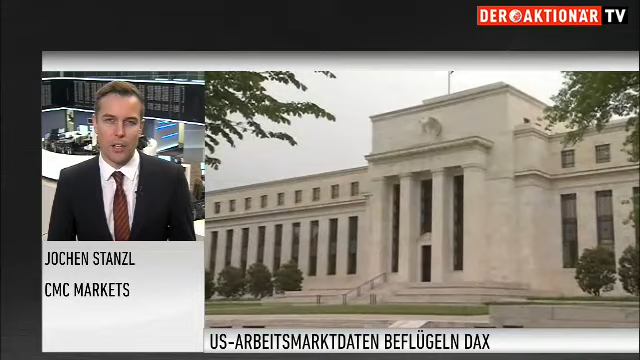 DER AKTIONÄR TV
JOCHEN STANZL
CMC MARKETS
US-ARBEITSMARKTDATEN BEFLÜGELN DAX